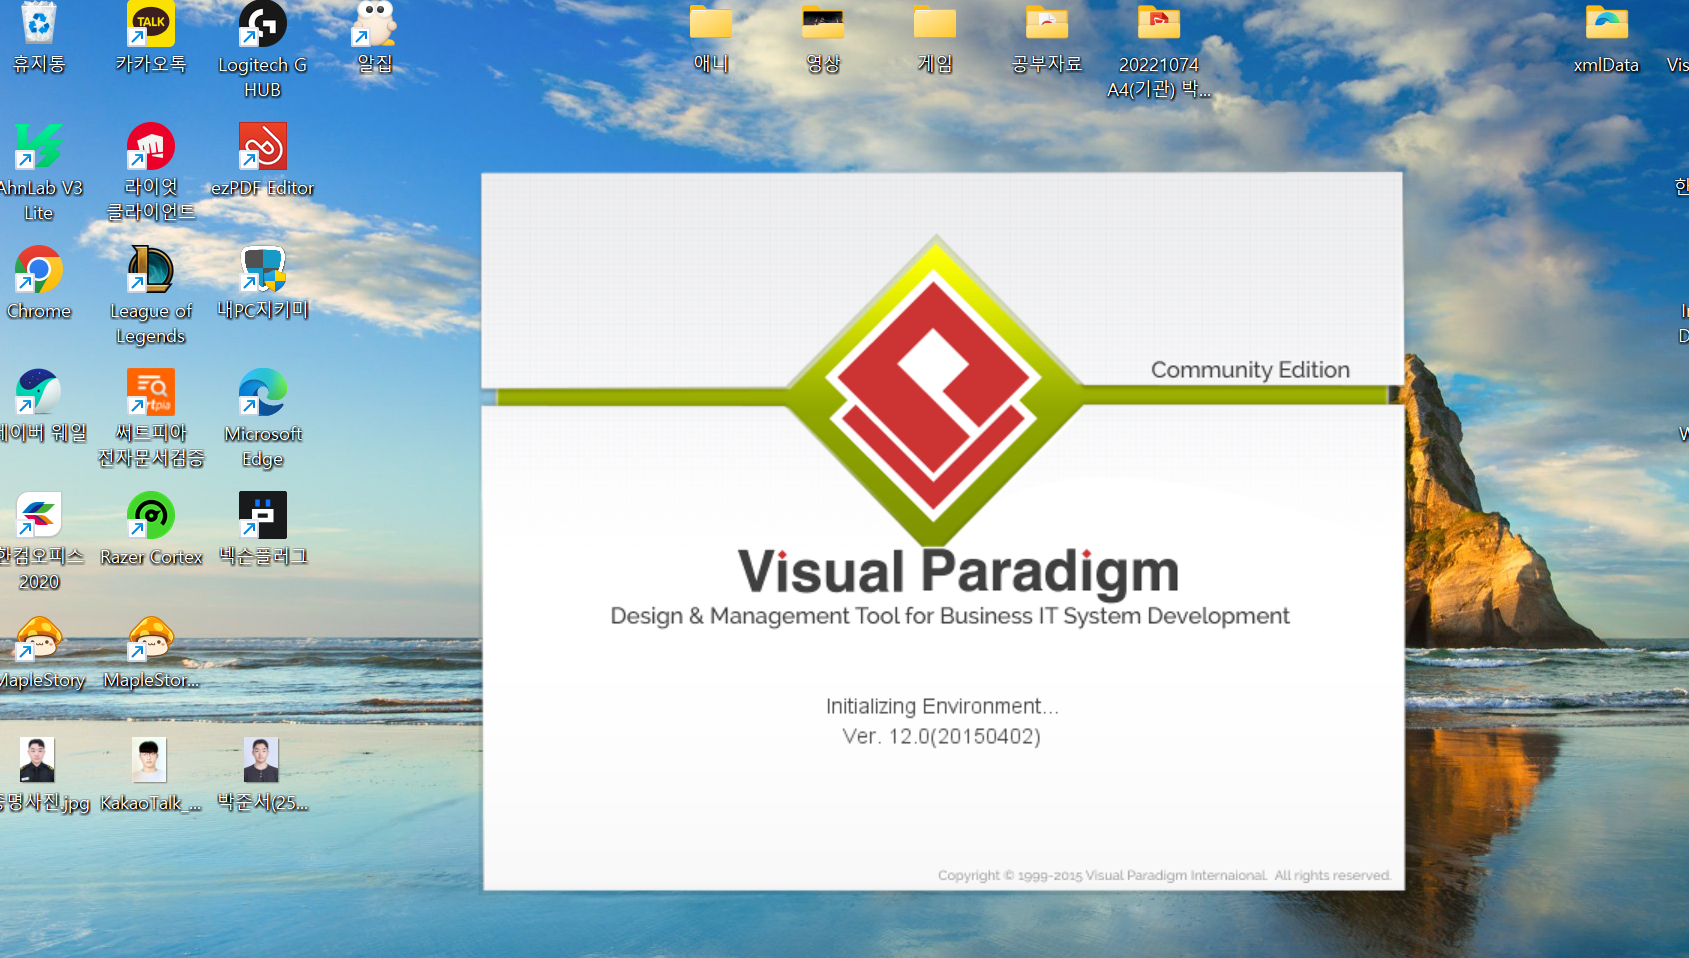 휴지통
카카오톡
TALK
Logitech G
HUB
알집
애니
영상
게임
공부자료
20221074
A4(기관) 박...
xmlData
Vis
AhnLab V3
Lite
라이엇
클라이언트
ezPDF Editor
한
Chrome
League of
Legends
내PC지키미
네이버 웨일
써트피아
전자문서검증
Microsoft
Edge
한컴오피스
2020
Razer Cortex
넥슨플러그
MapleStory
MapleStor...
증명사진.jpg
KakaoTalk_...
박준서(25...
Community Edition
Visual Paradigm
Design & Management Tool for Business IT System Development
Initializing Environment...
Ver. 12.0(20150402)
Copyright © 1999-2015 Visual Paradigm Internaional. All rights reserved.